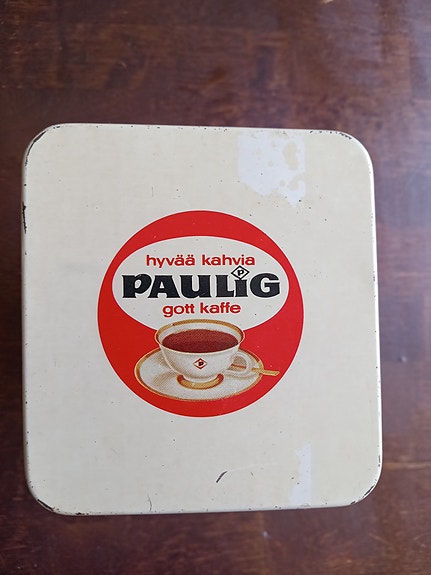 hyvää kahvia
P
PAULiG
gott kaffe
P